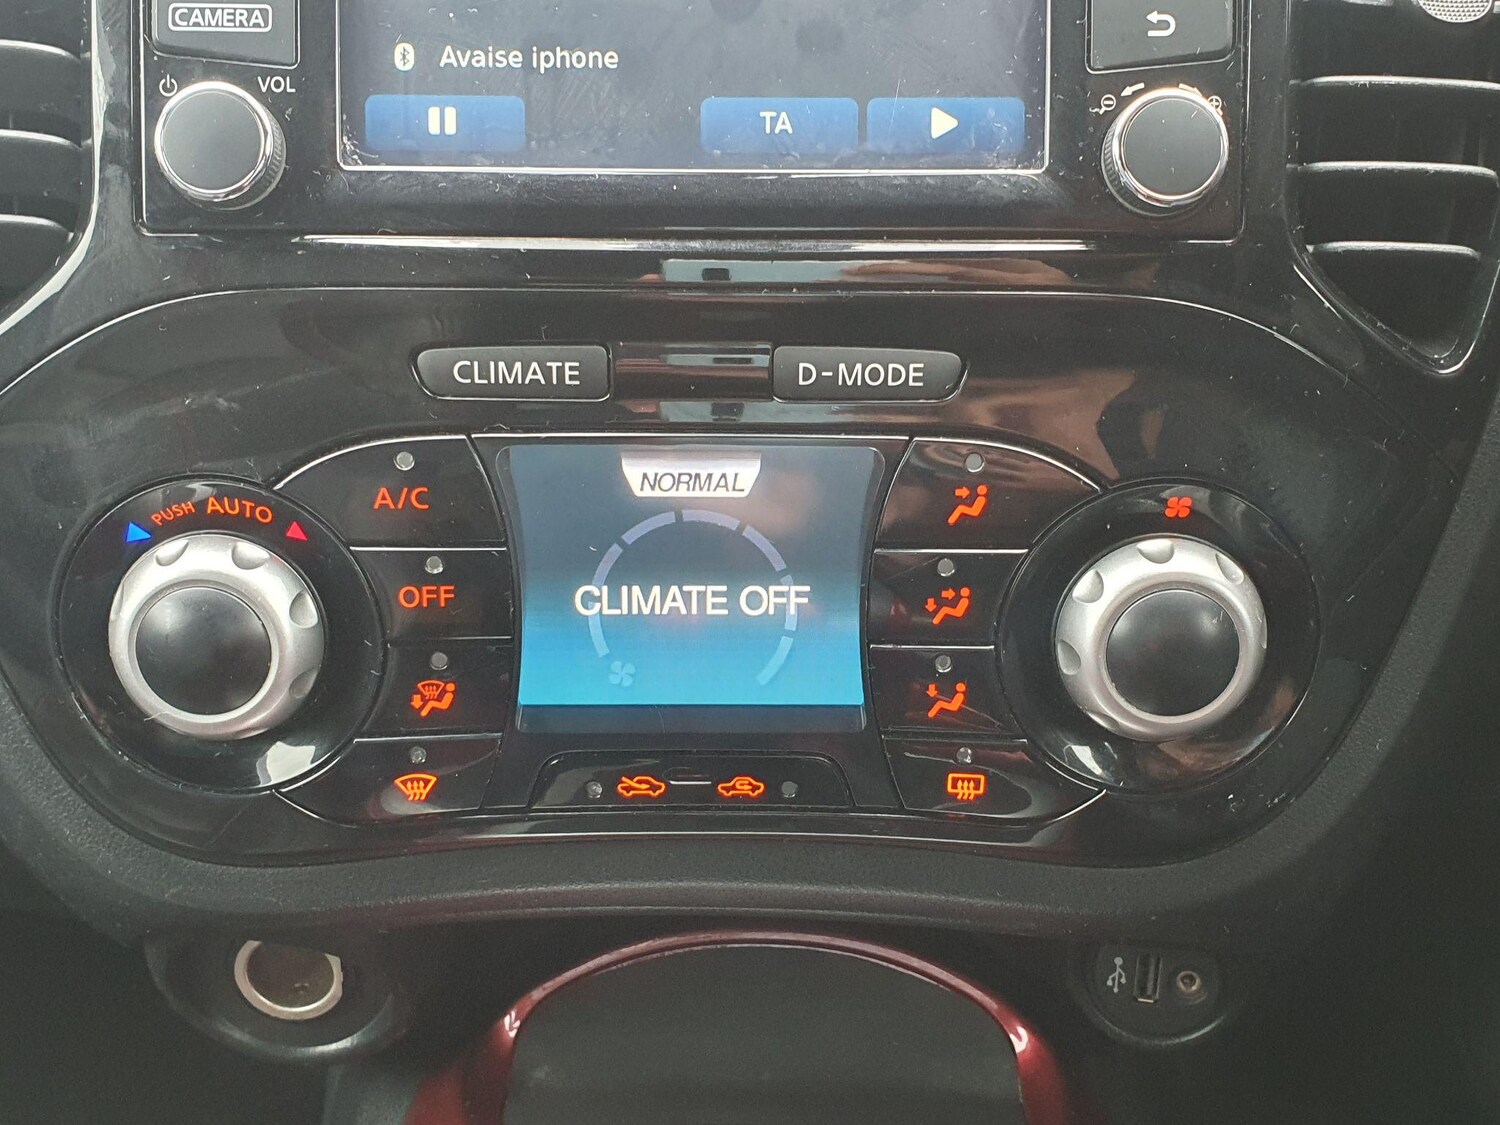 CAMERA
Avaise iphone
VOL
TA
CLIMATE
D-MODE
NORMAL
A/C
PUSH AUTO
OFF
CLIMATE OFF